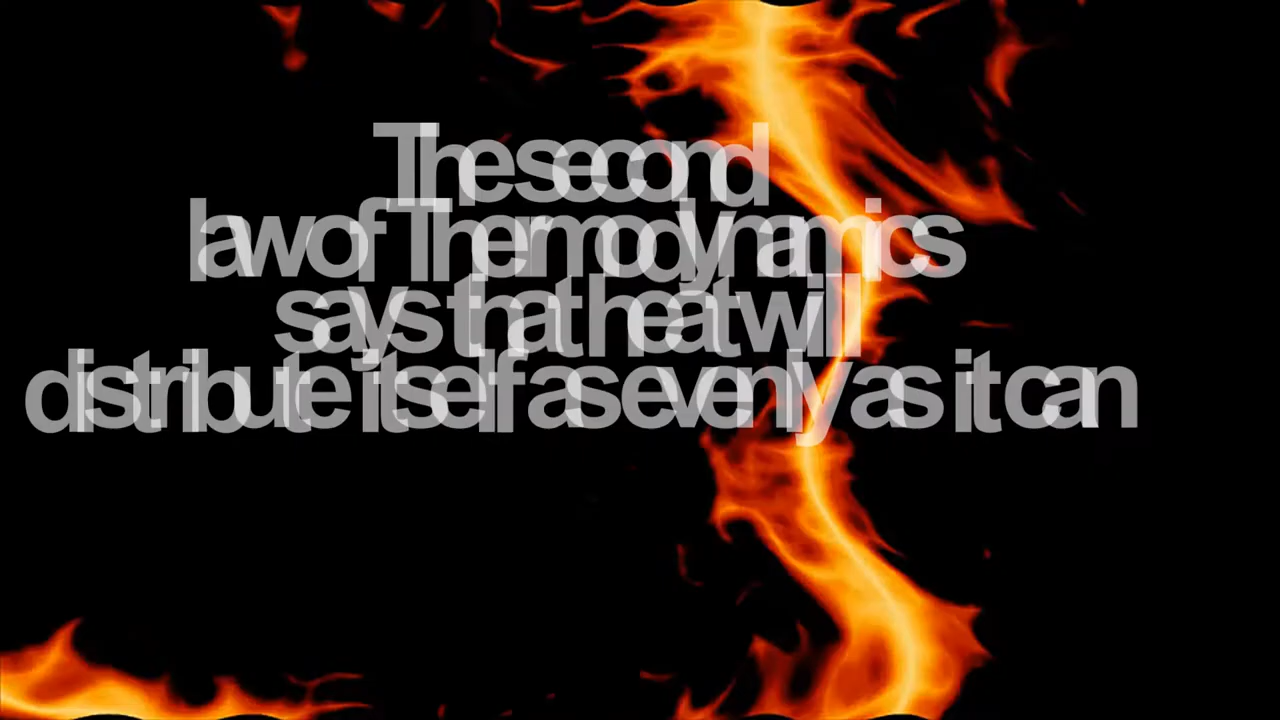 The second
law of Thermodynamics
says that heat will
distribute itself as evenly as it can